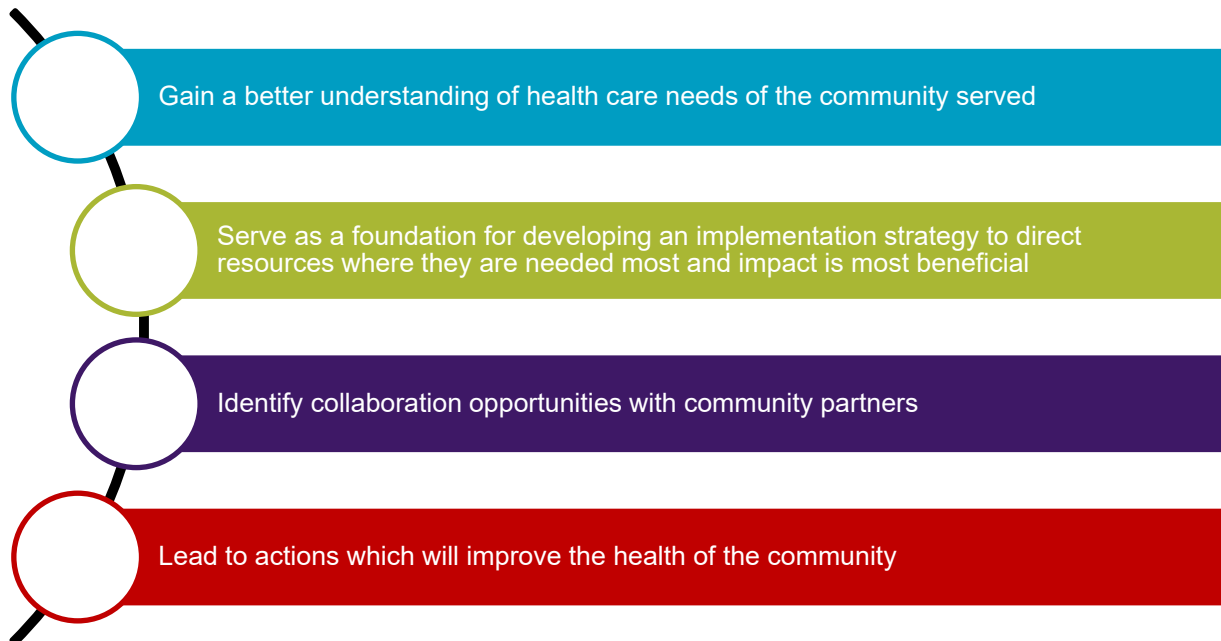 Gain a better understanding of health care needs of the community served
Serve as a foundation for developing an implementation strategy to direct
resources where they are needed most and impact is most beneficial
Identify collaboration opportunities with community partners
Lead to actions which will improve the health of the community